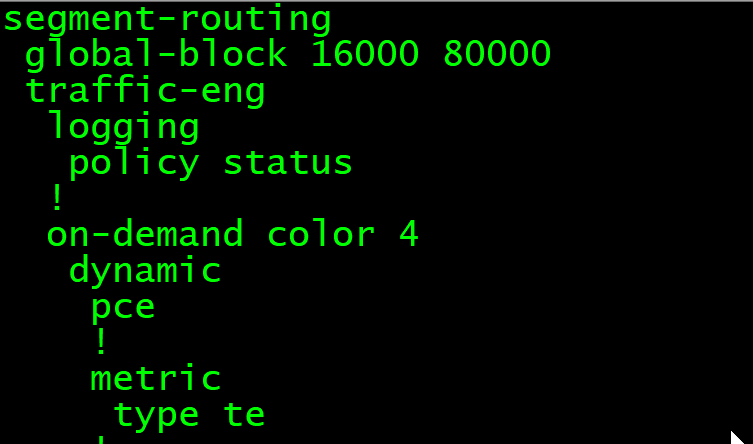 segment-routing
global-block 16000 80000
traffic-eng
logging
policy status
!
on-demand color 4
dynamic
pce
!
metric
type te
!